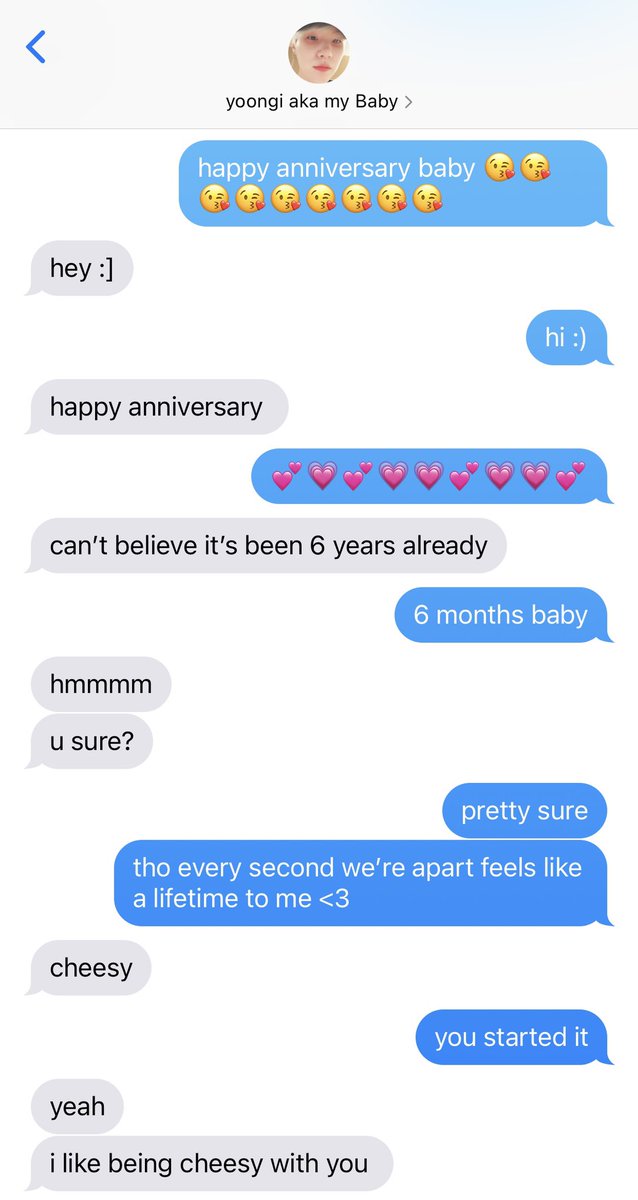 yoongi aka my Baby >
happy anniversary baby 😘😘
😘😘😘😘😘😘😘
hey :]
hi :)
happy anniversary
💕💗💕💗💗💕💗💗💕
can’t believe it’s been 6 years already
6 months baby
hmmmm
u sure?
pretty sure
tho every second we’re apart feels like
a lifetime to me <3
cheesy
you started it
yeah
i like being cheesy with you